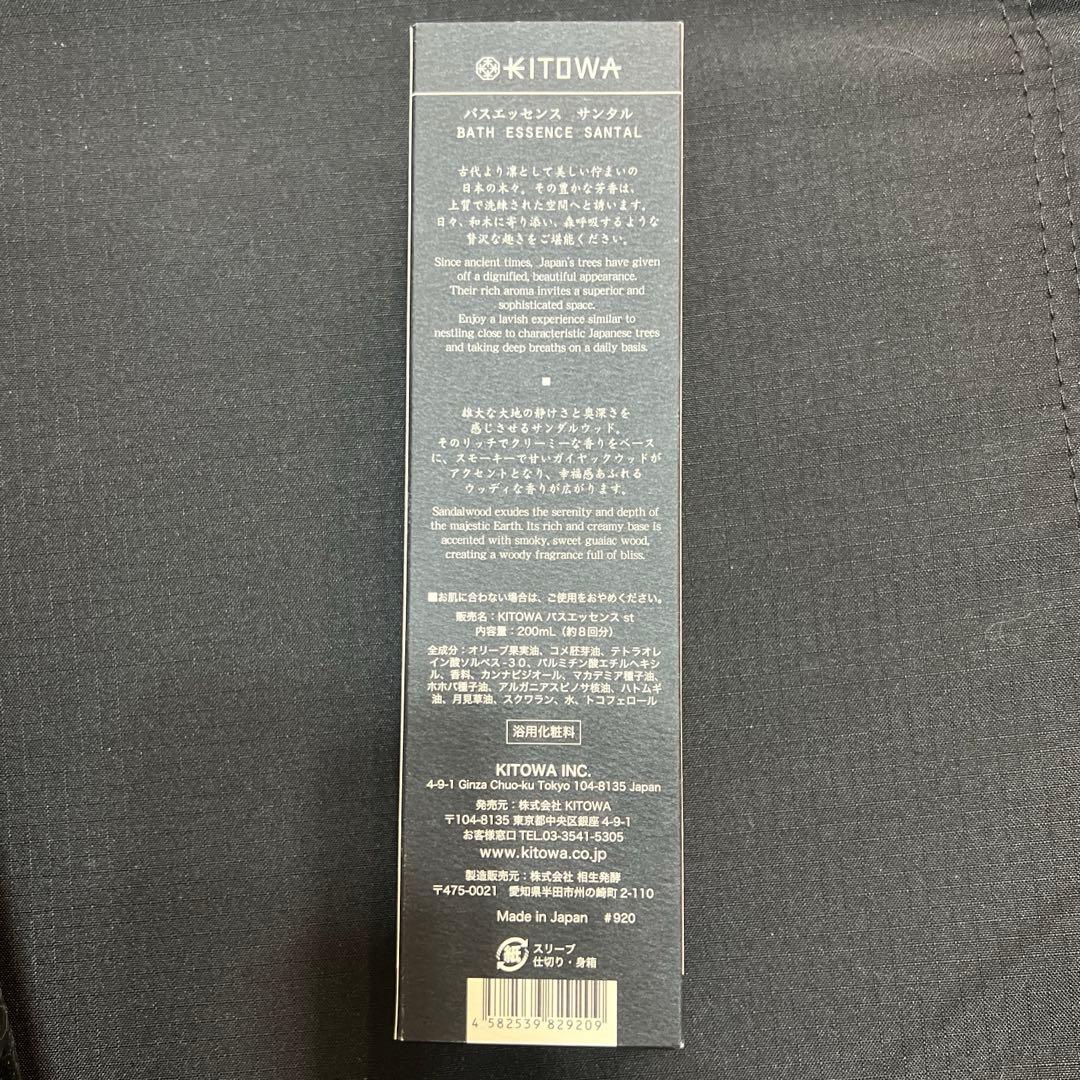 KITOWA
バスエッセンス サンタル
BATH ESSENCE SANTAL
古代より凛として美しい佇まいの
日本の木々。その豊かな芳香は、
上質で洗練された空間へと誘います。
日々、和木に寄り添い、森呼吸するような
贅沢な趣きをご堪能ください。
Since ancient times, Japan's trees have given
off a dignified, beautiful appearance.
Their rich aroma invites a superior and
sophisticated space.
Enjoy a lavish experience similar to
nestling close to characteristic Japanese trees
and taking deep breaths on a daily basis.
■
雄大な大地の静けさと奥深さを
感じさせるサンダルウッド。
そのリッチでクリーミーな香りをベース
に、スモーキーで甘いガイヤックウッドが
アクセントとなり、幸福感あふれる
ウッディな香りが広がります。
Sandalwood exudes the serenity and depth of
the majestic Earth. Its rich and creamy base is
accented with smoky, sweet guaiac wood,
creating a woody fragrance full of bliss.
■お肌に合わない場合は、ご使用をおやめください。
販売名：KITOWA バスエッセンス st
内容量：200mL（約8回分）
全成分：オリーブ果実油、コメ胚芽油、テトラオレ
イン酸ソルベス-30、パルミチン酸エチルヘキシ
ル、香料、カンナビジオール、マカデミア種子油、
ホホバ種子油、アルガニアスピノサ核油、ハトムギ
油、月見草油、スクワラン、水、トコフェロール
浴用化粧料
KITOWA INC.
4-9-1 Ginza Chuo-ku Tokyo 104-8135 Japan
発売元：株式会社 KITOWA
〒104-8135 東京都中央区銀座 4-9-1
お客様窓口 TEL.03-3541-5305
www.kitowa.co.jp
製造販売元：株式会社 相生発酵
〒475-0021 愛知県半田市州の崎町 2-110
Made in Japan #920
紙
スリーブ
仕切り・身箱
4 582539 829209